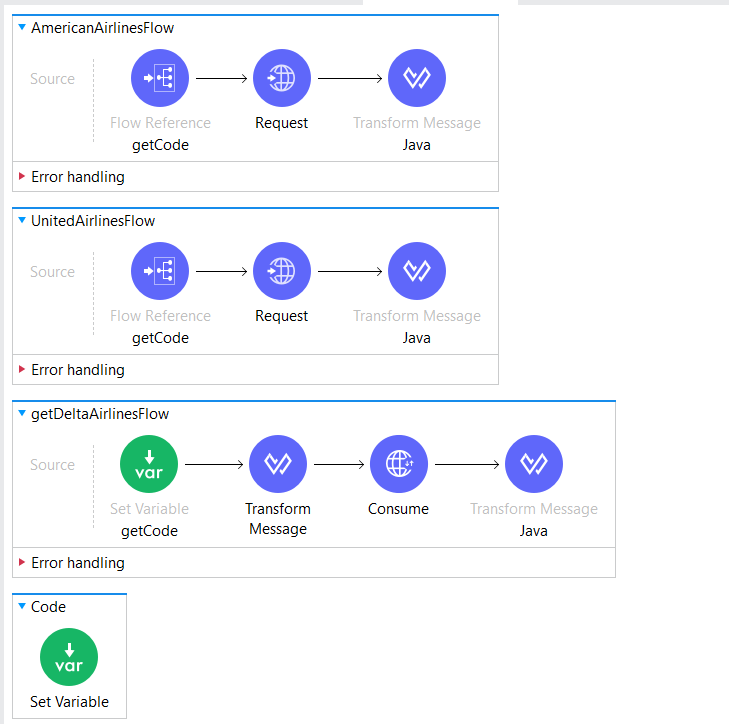 AmericanAirlinesFlow
Source
Flow Reference
getCode
Request
Transform Message
Java
Error handling
UnitedAirlinesFlow
Source
Flow Reference
getCode
Request
Transform Message
Java
Error handling
getDeltaAirlinesFlow
Source
var
Set Variable
getCode
Transform
Message
Consume
Transform Message
Java
Error handling
Code
var
Set Variable